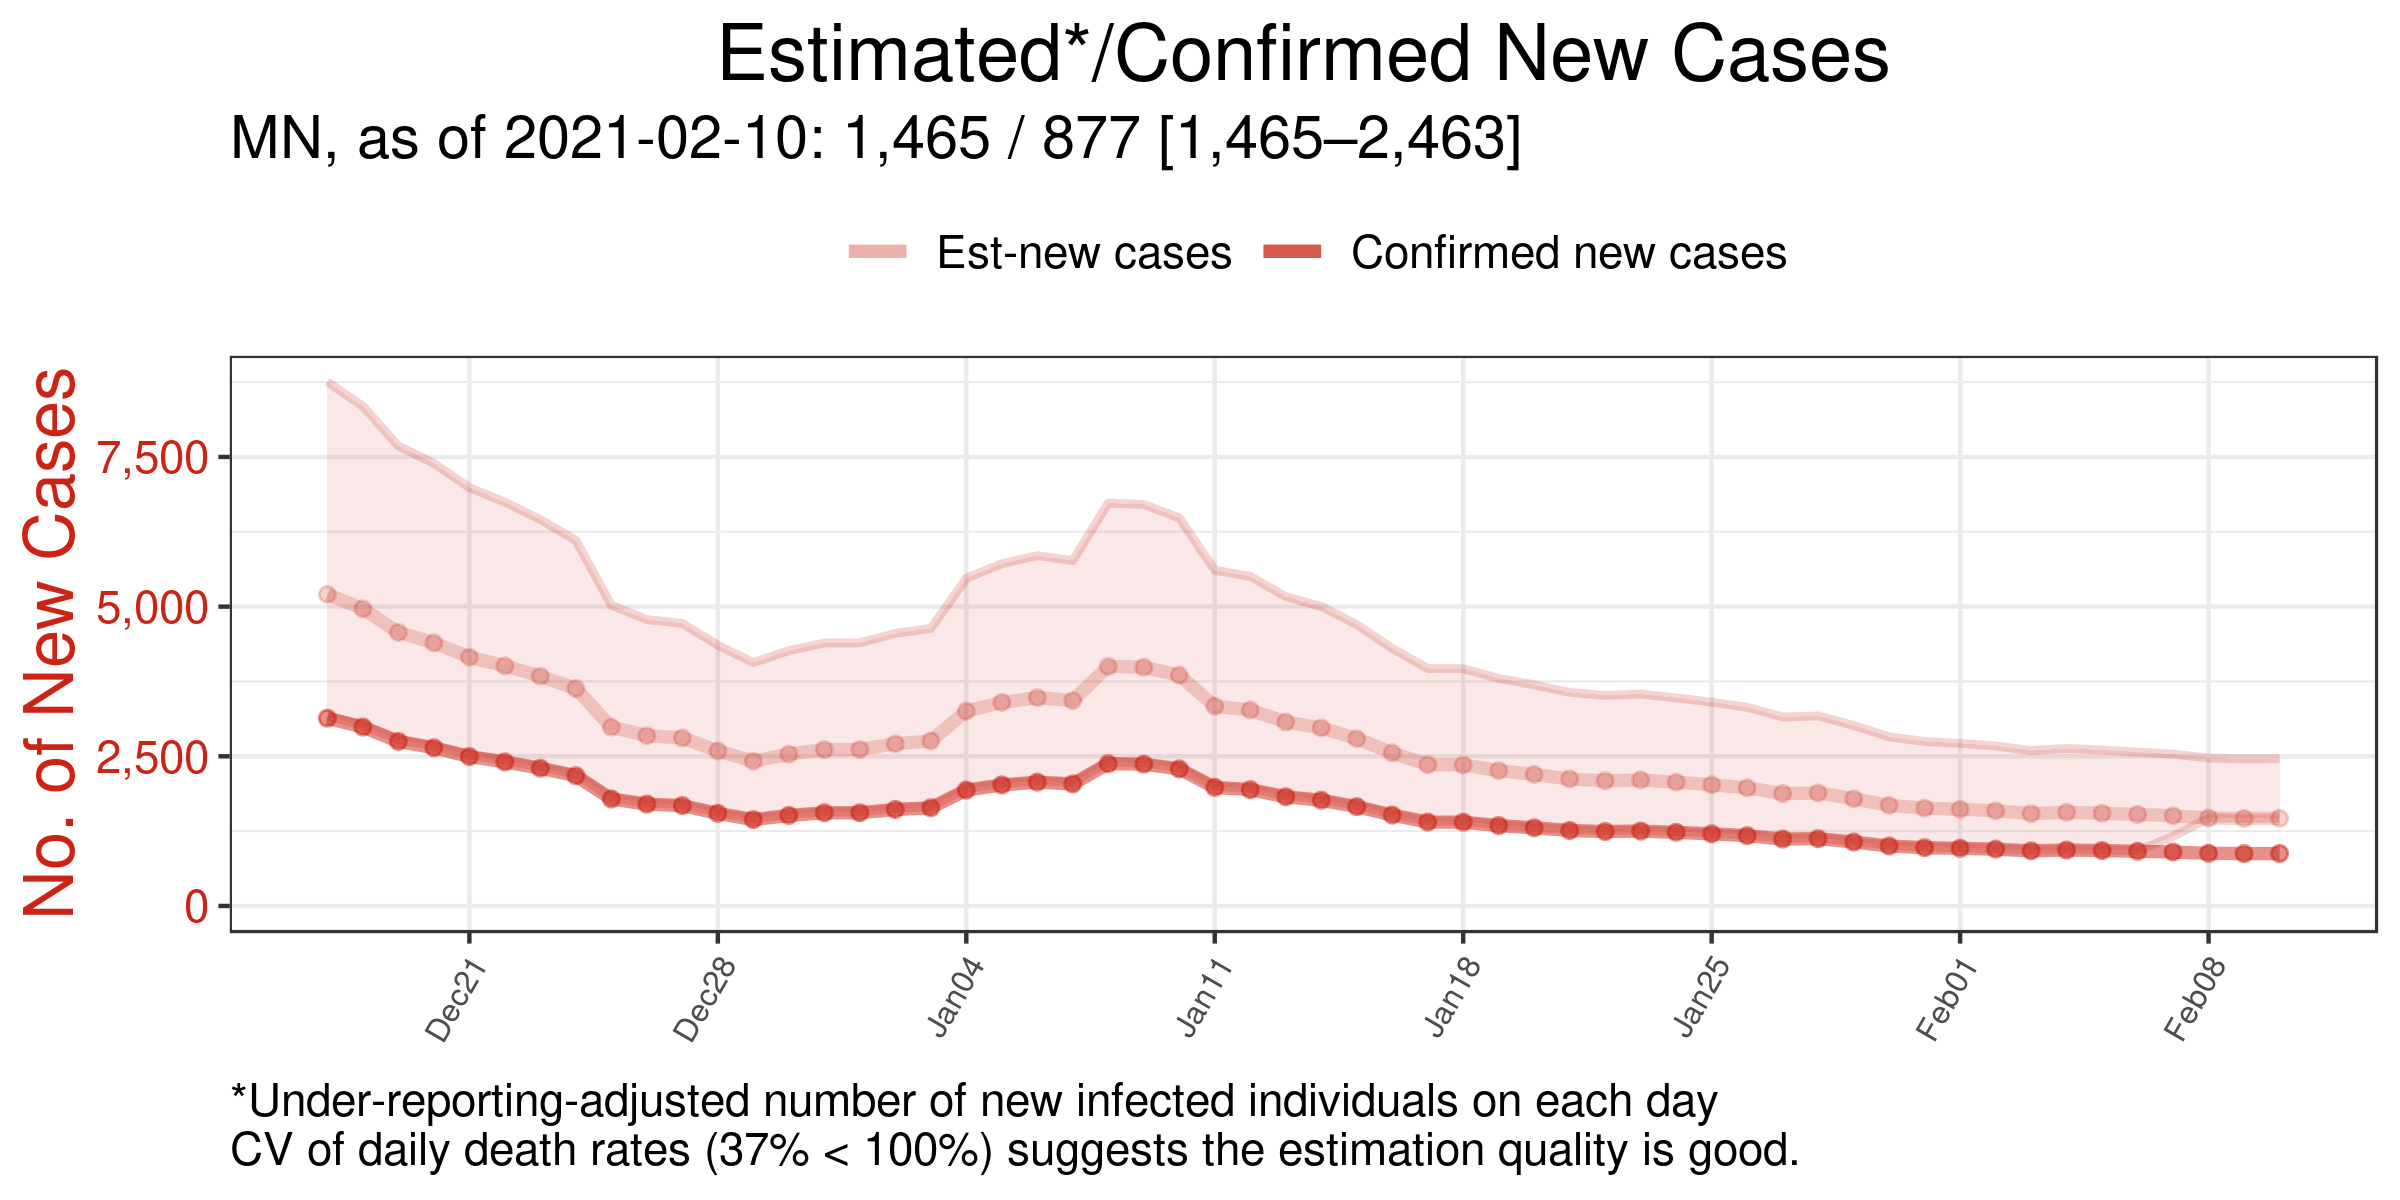 Estimated*/Confirmed New Cases
MN, as of 2021-02-10: 1,465 / 877 [1,465–2,463]
Est-new cases Confirmed new cases
No. of New Cases
7,500
5,000
2,500
0
Dec21 Dec28 Jan04 Jan11 Jan18 Jan25 Feb01 Feb08
*Under-reporting-adjusted number of new infected individuals on each day
CV of daily death rates (37% < 100%) suggests the estimation quality is good.